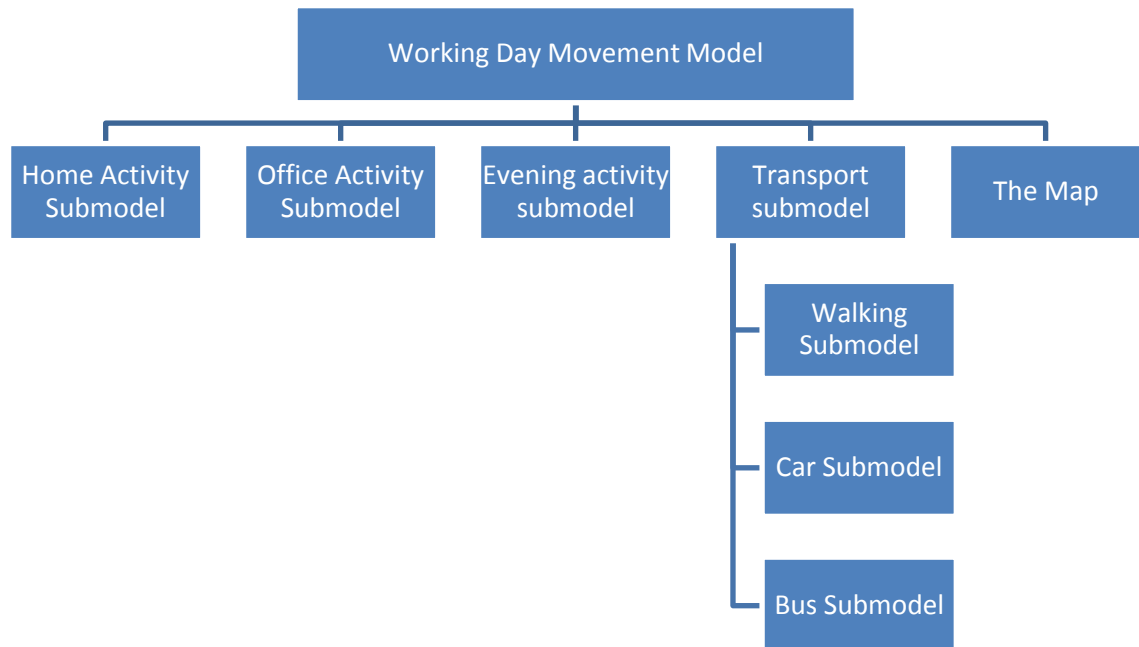 Working Day Movement Model
Home Activity
Submodel
Office Activity
Submodel
Evening activity
submodel
Transport
submodel
The Map
Walking
Submodel
Car Submodel
Bus Submodel